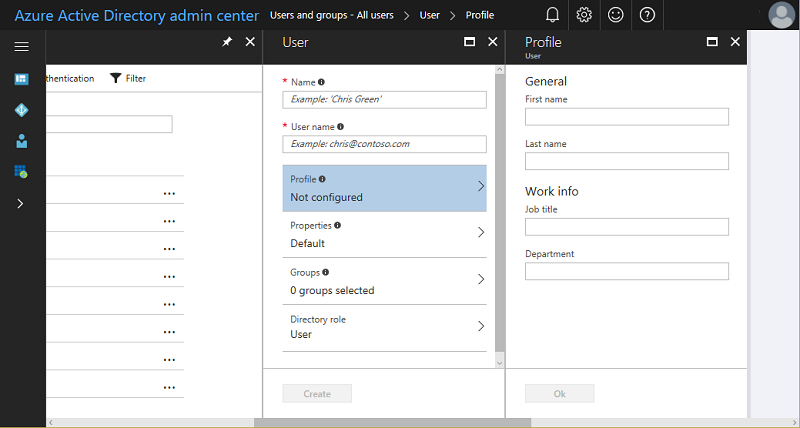 Azure Active Directory admin center Users and groups - All users > User > Profile
thentication Filter
User
* Name
Example: 'Chris Green'
* User name
Example: chris@contoso.com
Profile
Not configured
Properties
Default
Groups
0 groups selected
Directory role
User
Create
Profile
User
General
First name
Last name
Work info
Job title
Department
Ok